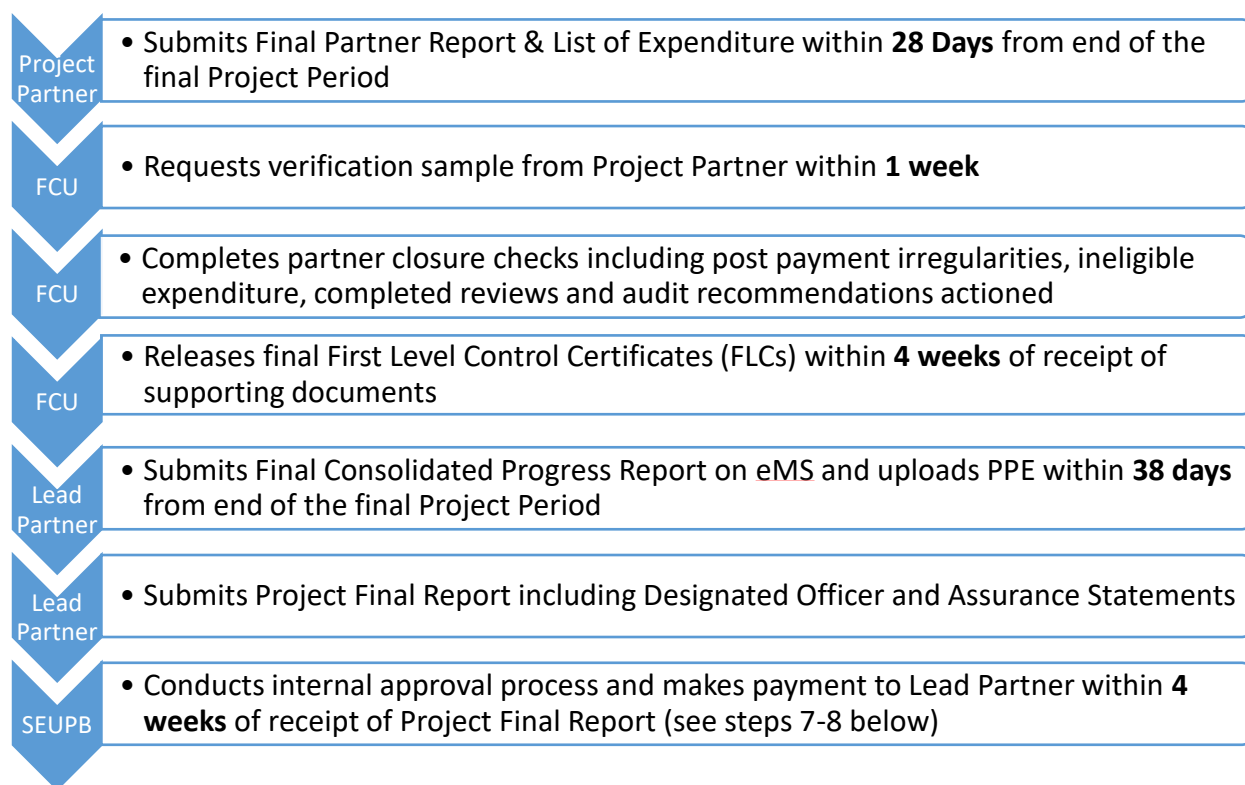 Project
Partner
• Submits Final Partner Report & List of Expenditure within 28 Days from end of the
final Project Period
FCU
• Requests verification sample from Project Partner within 1 week
FCU
• Completes partner closure checks including post payment irregularities, ineligible
expenditure, completed reviews and audit recommendations actioned
FCU
• Releases final First Level Control Certificates (FLCs) within 4 weeks of receipt of
supporting documents
Lead
Partner
• Submits Final Consolidated Progress Report on eMS and uploads PPE within 38 days
from end of the final Project Period
Lead
Partner
• Submits Project Final Report including Designated Officer and Assurance Statements
SEUPB
• Conducts internal approval process and makes payment to Lead Partner within 4
weeks of receipt of Project Final Report (see steps 7-8 below)